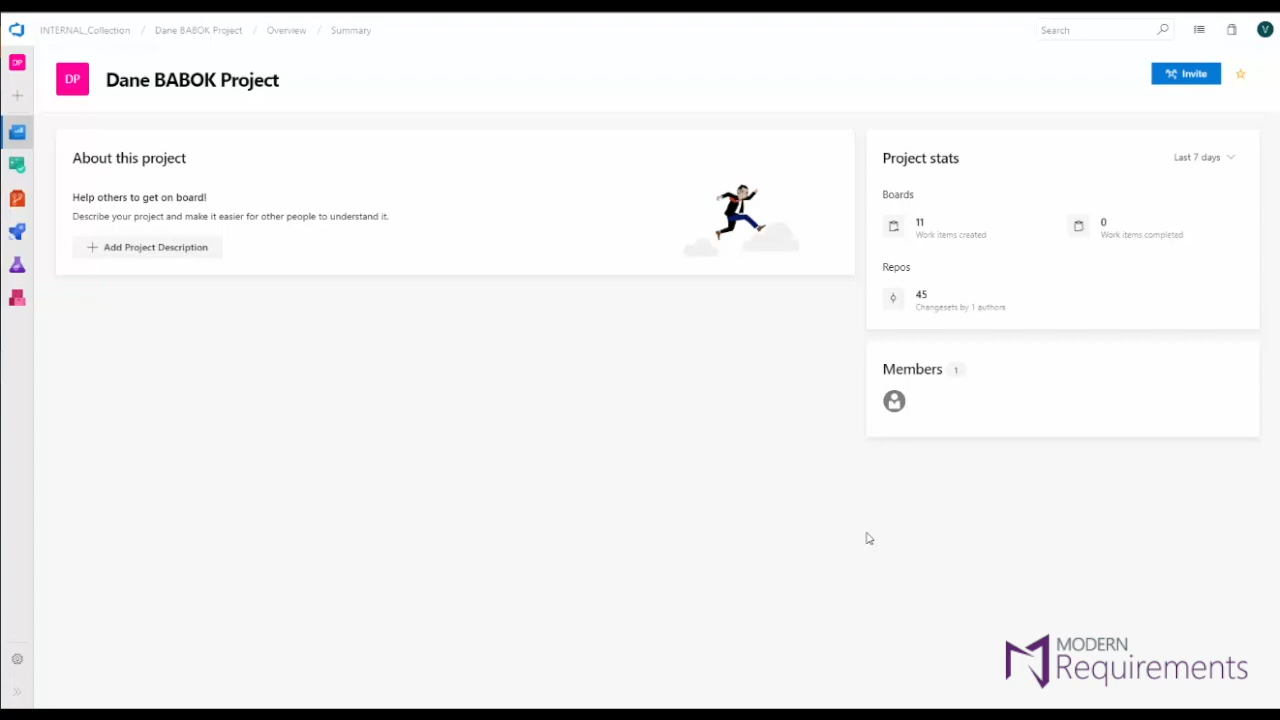 INTERNAL_Collection / Dane BABOK Project / Overview / Summary
Search
V
DP
DP
Dane BABOK Project
Invite
About this project
Help others to get on board!
Describe your project and make it easier for other people to understand it.
+ Add Project Description
Project stats
Last 7 days
Boards
11
Work items created
0
Work items completed
Repos
45
Changesets by 1 authors
Members 1
MODERN
Requirements